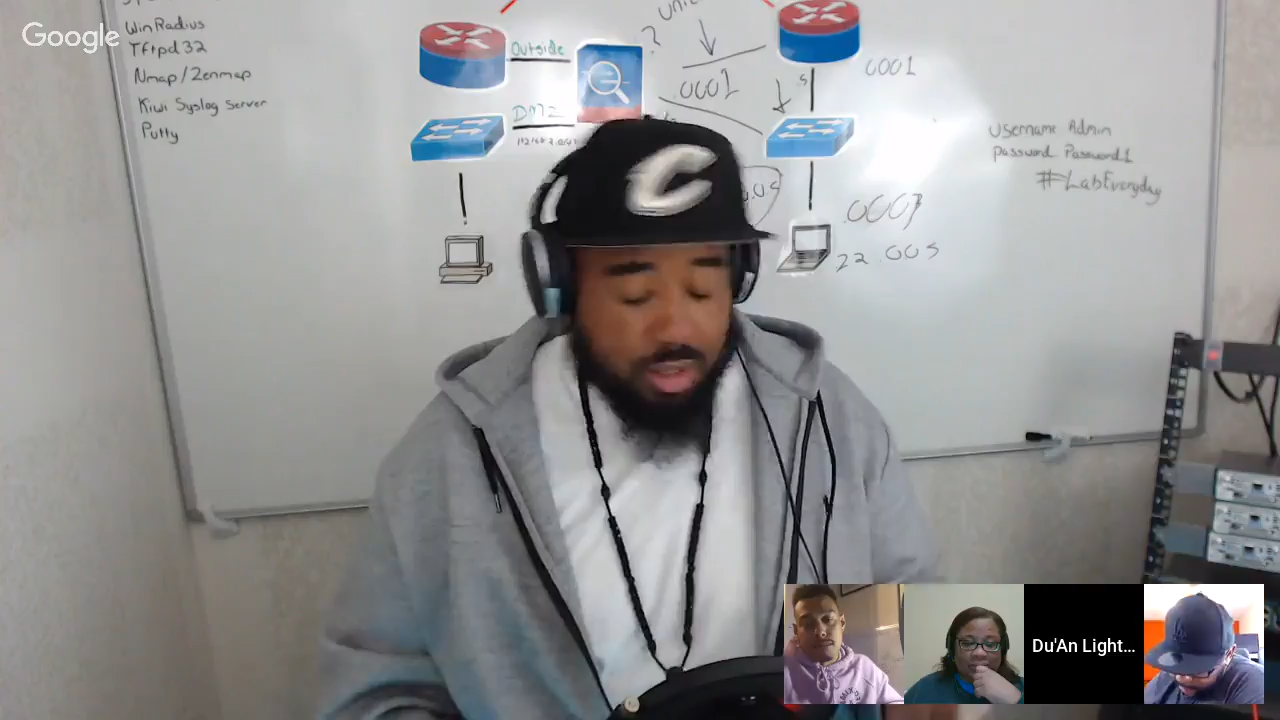 Google
WinRadius
Tftpd32
Nmap/Zenmap
Kiwi Syslog Server
Putty
Outside
DMZ
?
.0001
S
0001
Username Admin
password Password1
#LabEveryday
.0007
22 00S
C
Du'An Light...